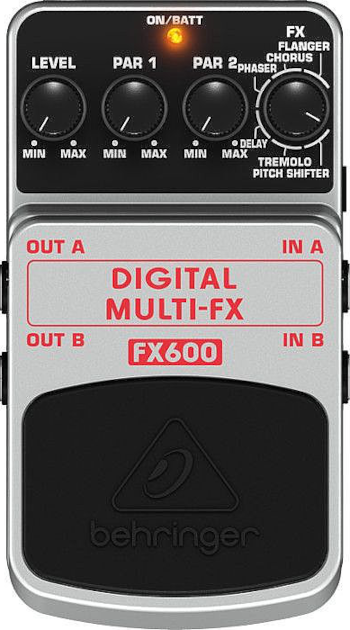 ON/BATT
FX
FLANGER
CHORUS
LEVEL
PAR 1
PAR 2
PHASER
DELAY
MIN
MAX
MIN
MAX
MIN
MAX
TREMOLO
PITCH SHIFTER
OUT A
IN A
DIGITAL
MULTI-FX
OUT B
IN B
FX600
behringer